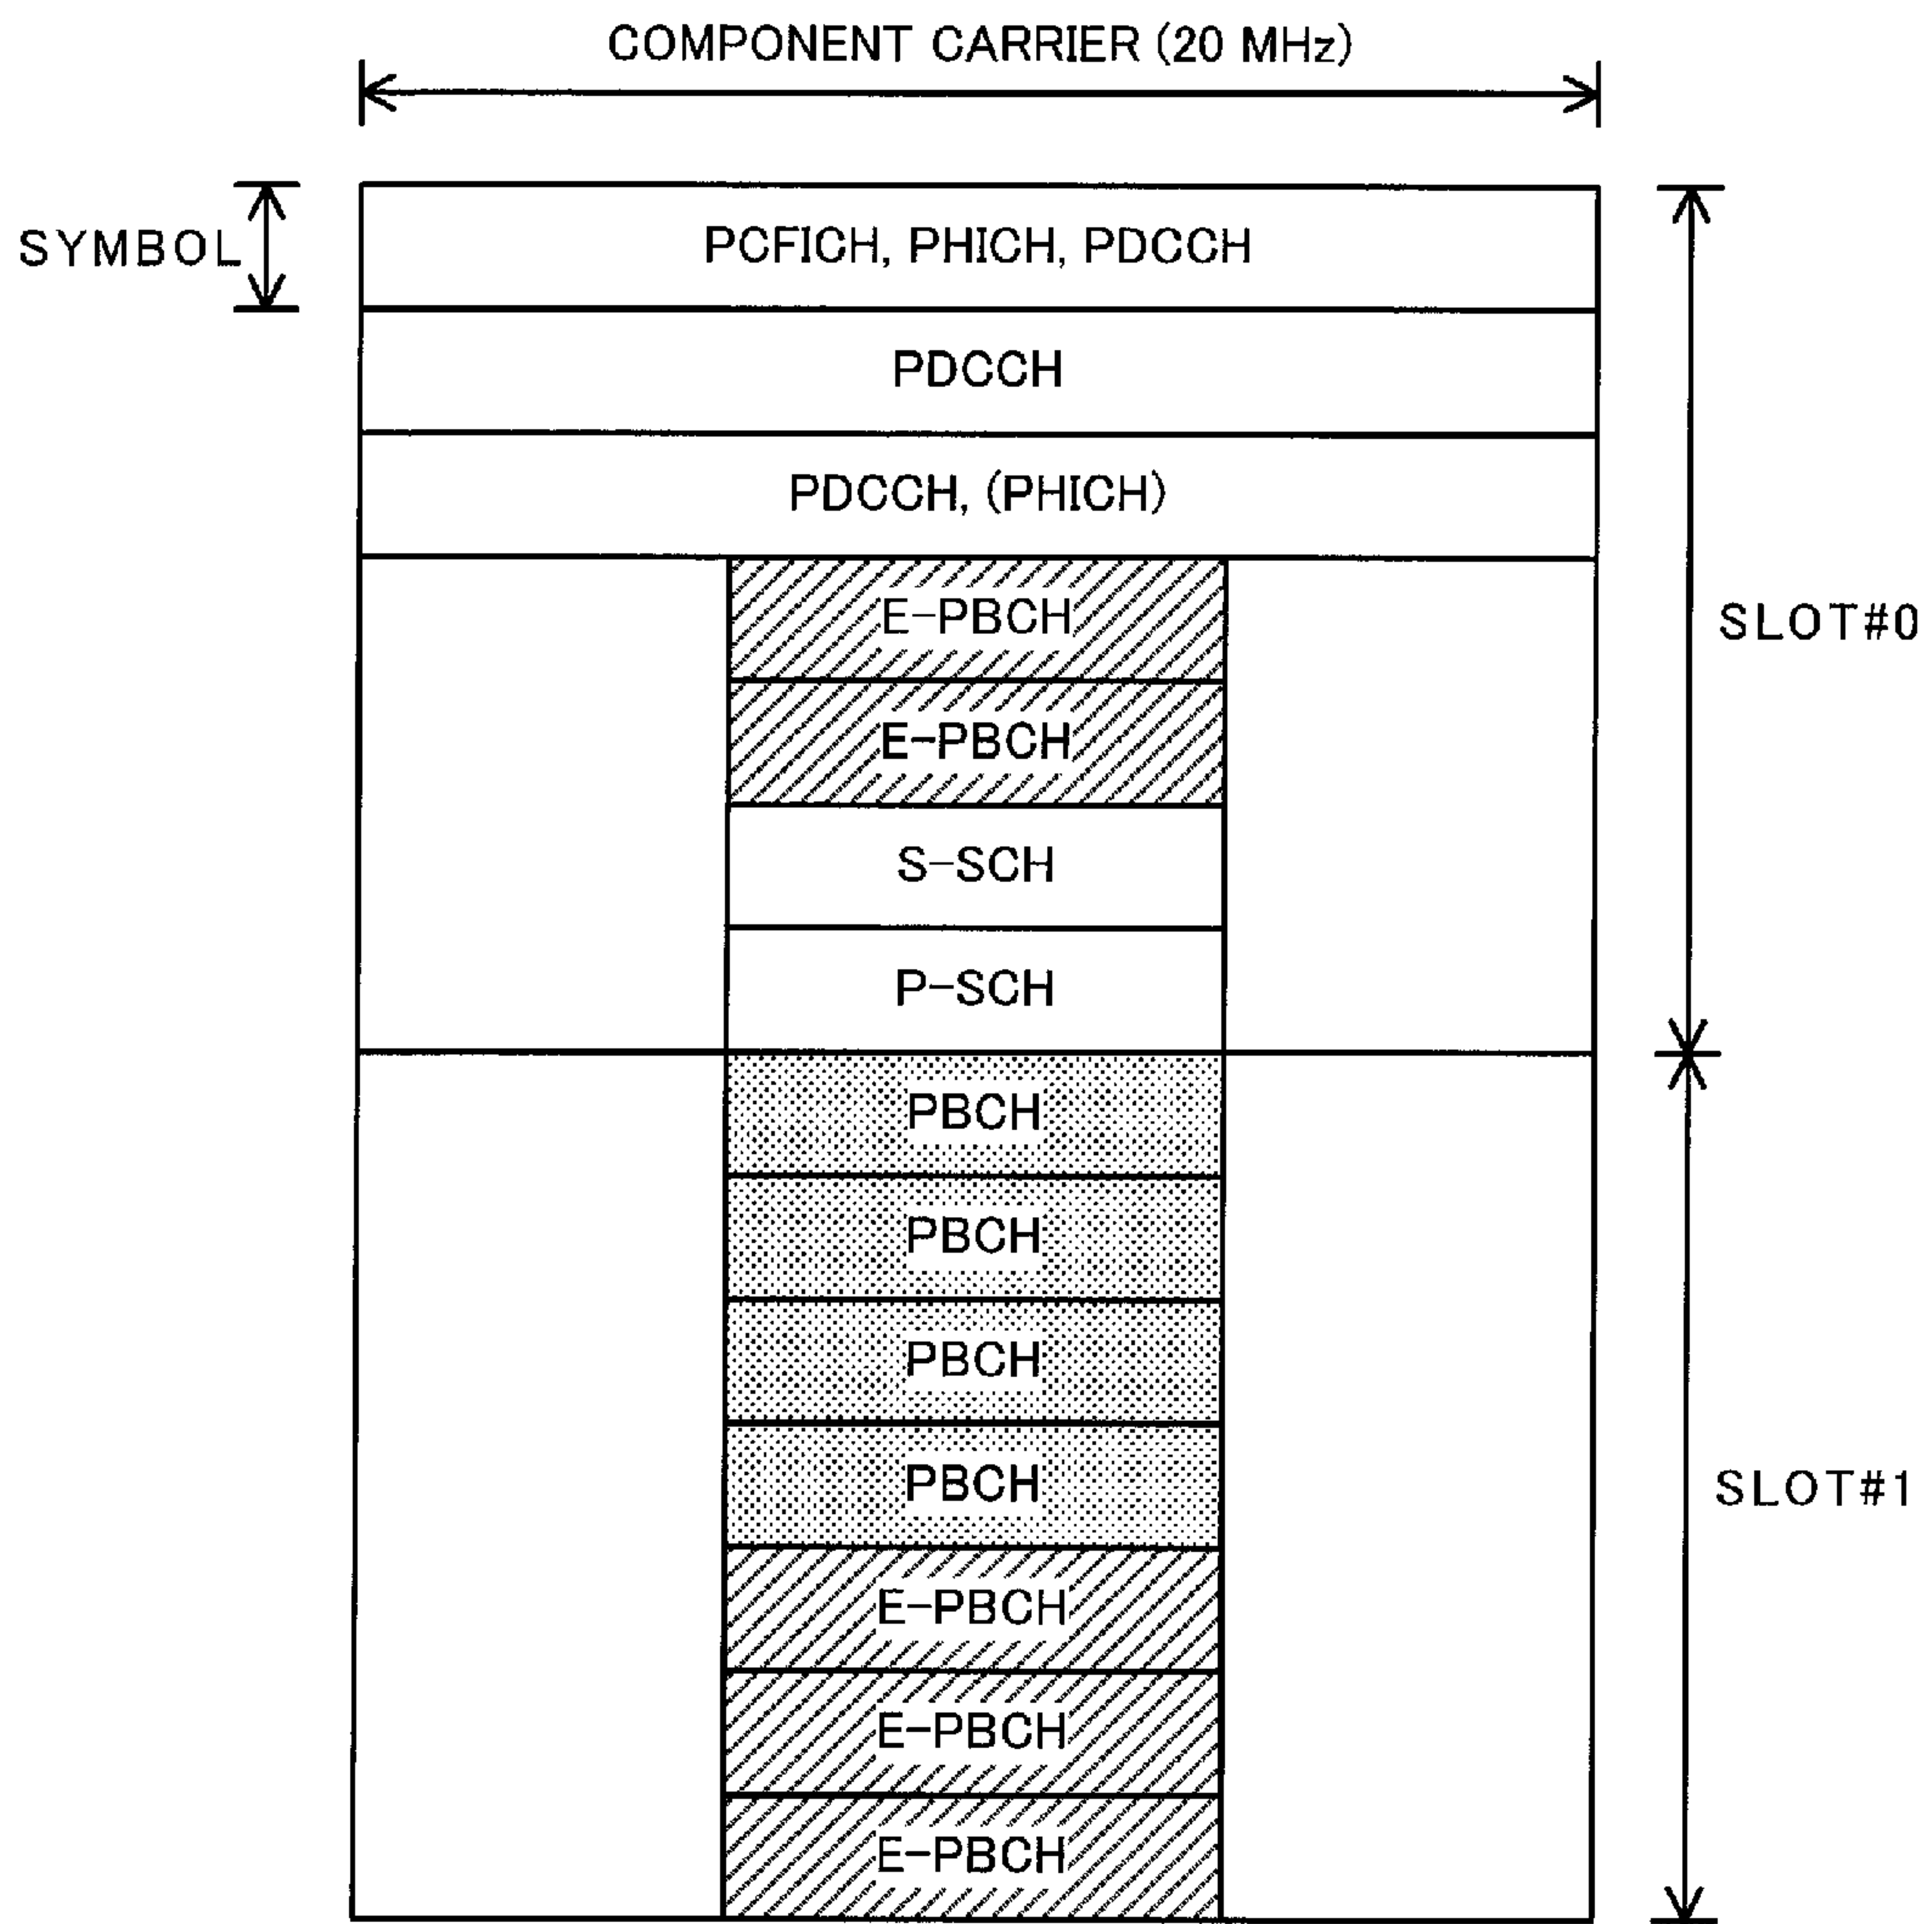 COMPONENT CARRIER (20 MHz)
SYMBOL
PCFICH, PHICH, PDCCH
PDCCH
PDCCH, (PHICH)
E-PBCH
SLOT#0
E-PBCH
S-SCH
P-SCH
PBCH
PBCH
PBCH
PBCH
SLOT#1
E-PBCH
E-PBCH
E-PBCH